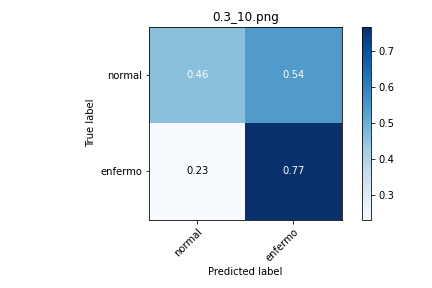 0.3_10.png
normal
0.46
0.54
enfermo
0.23
0.77
True label
normal
enfermo
Predicted label
0.7
0.6
0.5
0.4
0.3